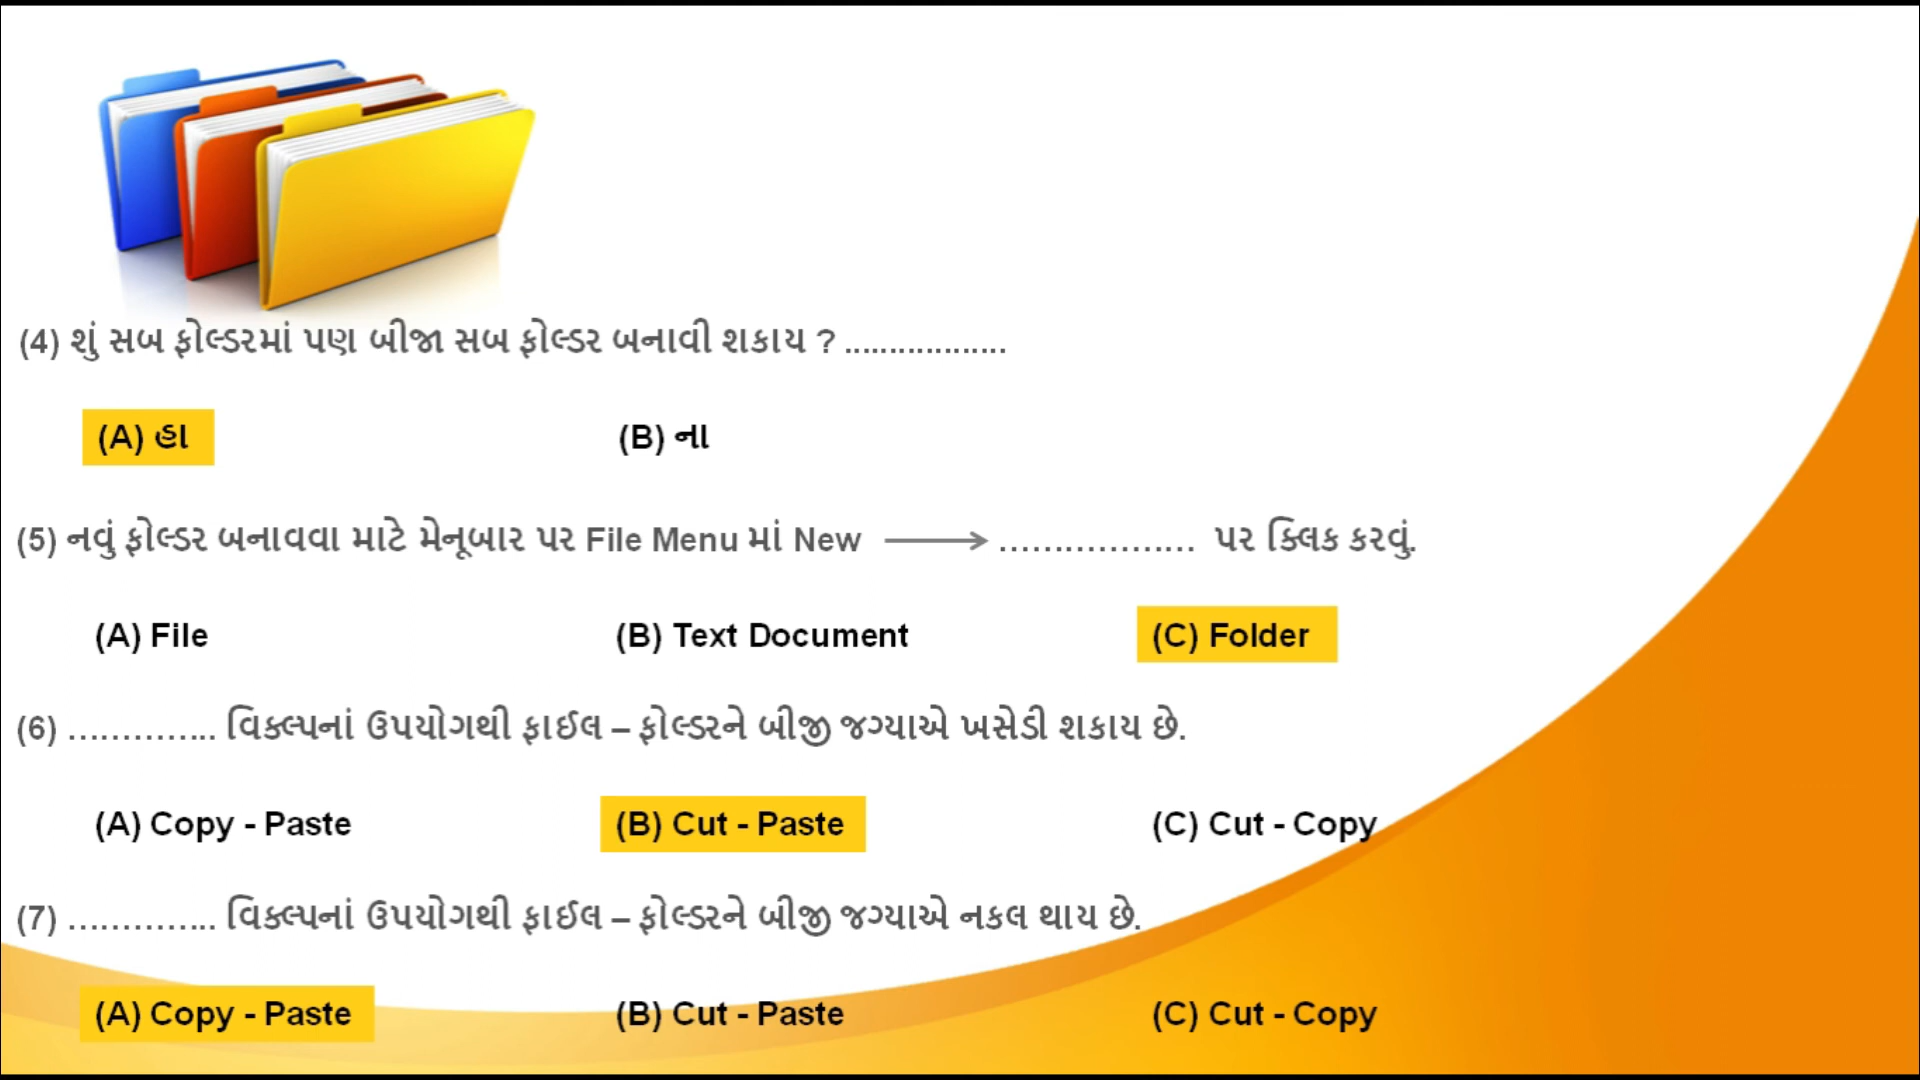 (4) શું સબ ફોલ્ડરમાં પણ બીજા સબ ફોલ્ડર બનાવી શકાય ? ..................
(A) હા (B) ના
(5) નવું ફોલ્ડર બનાવવા માટે મેનૂબાર પર File Menu માં New ⟶ .................. પર ક્લિક કરવું.
(A) File (B) Text Document (C) Folder
(6) .............. વિકલ્પનાં ઉપયોગથી ફાઈલ – ફોલ્ડરને બીજી જગ્યાએ ખસેડી શકાય છે.
(A) Copy - Paste (B) Cut - Paste (C) Cut - Copy
(7) .............. વિકલ્પનાં ઉપયોગથી ફાઈલ – ફોલ્ડરને બીજી જગ્યાએ નકલ થાય છે.
(A) Copy - Paste (B) Cut - Paste (C) Cut - Copy